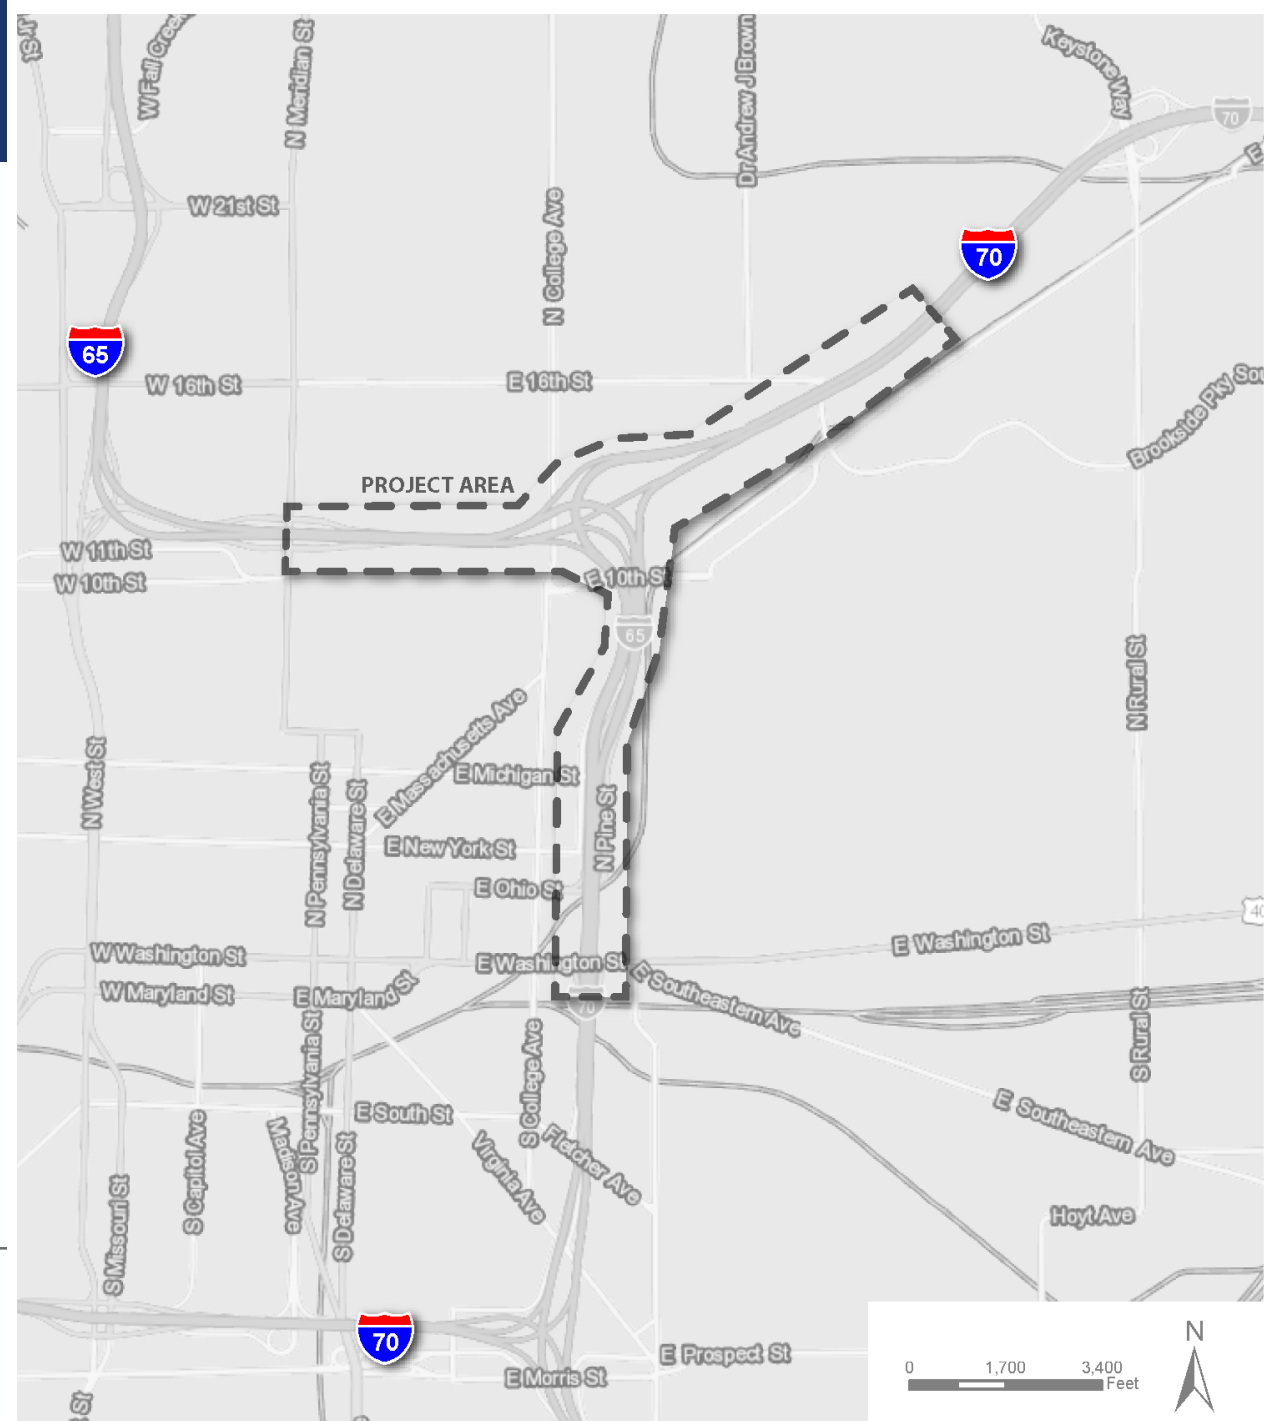 W Fall Creek
N Meridian St
Dr Andrew J Brown
Keystone Way
70
W 21st St
N College Ave
70
65
W 16th St
E 16th St
Brookside Pky Sou
PROJECT AREA
W 11th St
W 10th St
E 10th St
65
N Rural St
E Massachusetts Ave
N West St
E Michigan St
N Pennsylvania St
N Delaware St
N Pine St
E New York St
E Ohio St
40
W Washington St
E Washington St
E Washington St
W Maryland St
E Maryland St
E Southeastern Ave
70
S Rural St
S Pennsylvania St
S College Ave
E South St
E Southeastern Ave
Madison Ave
S Capitol Ave
Virginia Ave
Fletcher Ave
S Missouri St
S Delaware St
Hoyt Ave
70
E Prospect St
E Morris St
N
0 1,700 3,400
Feet
St